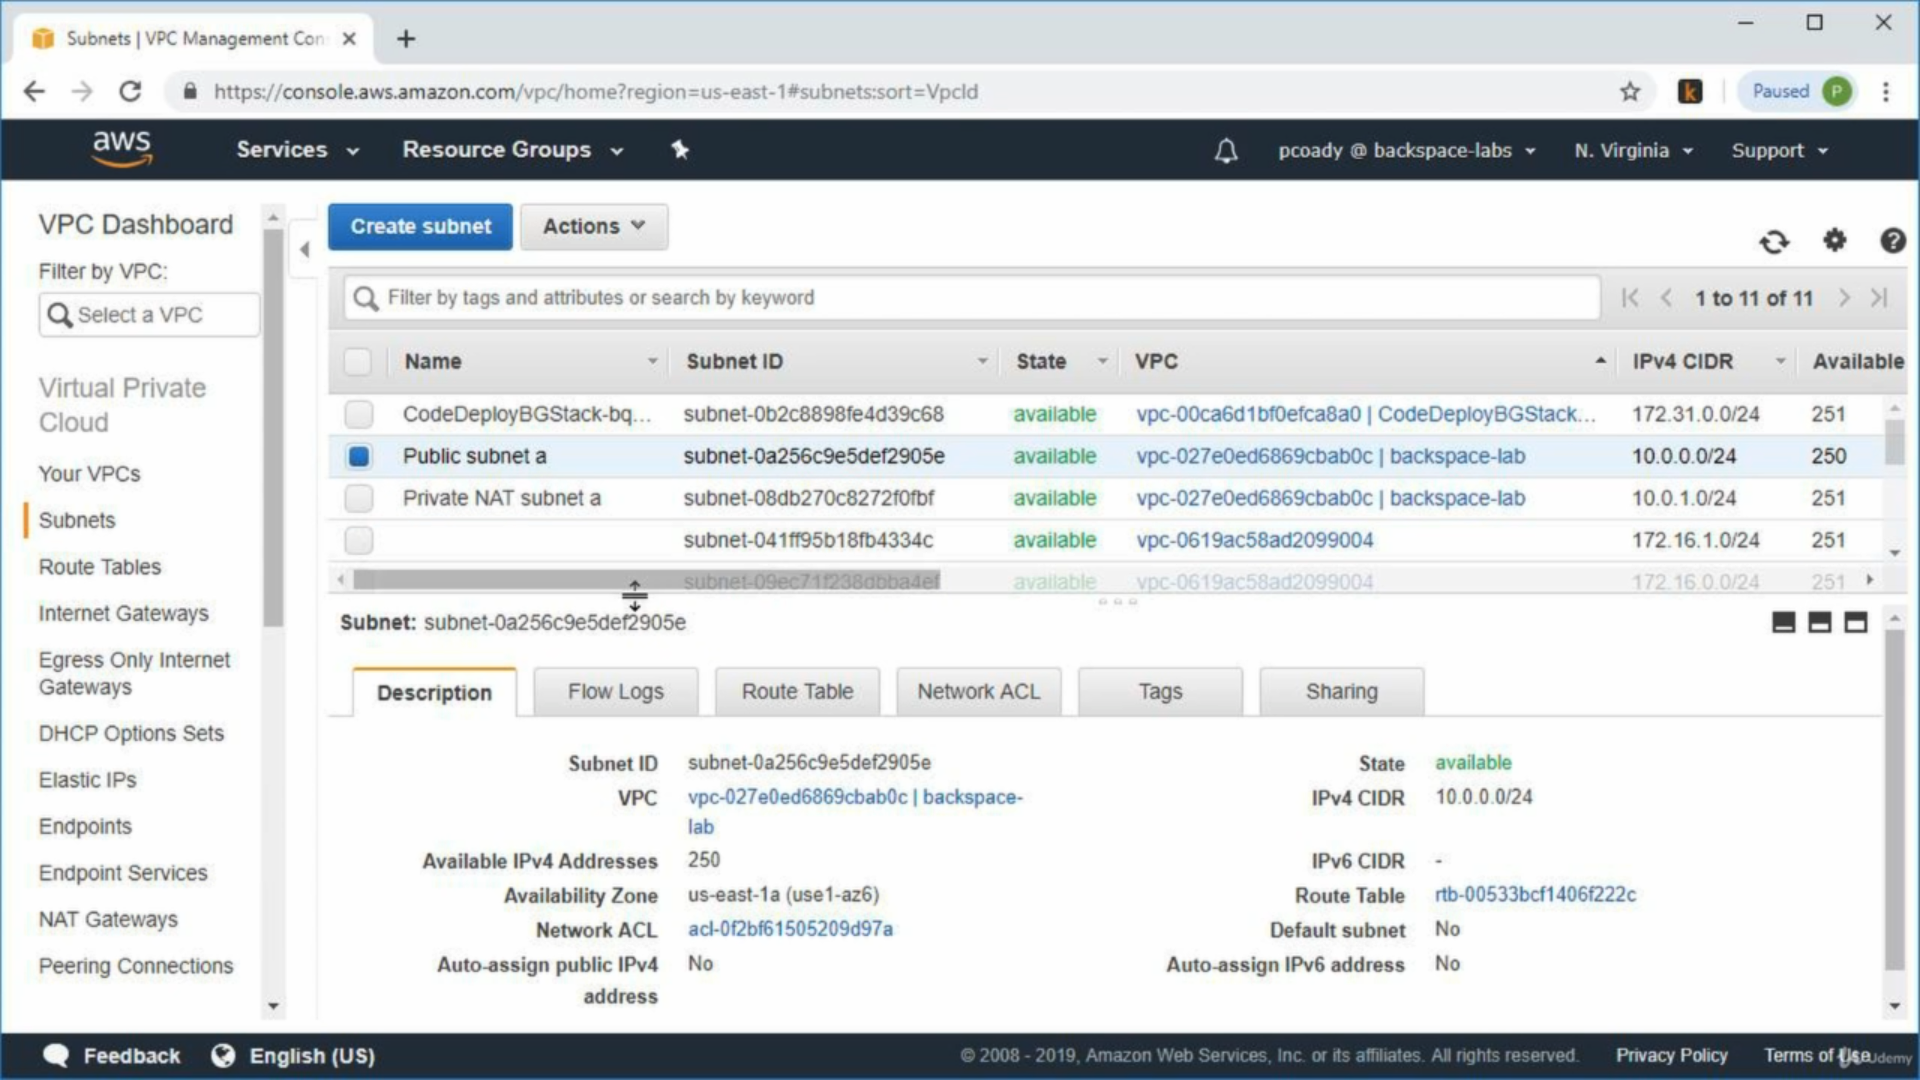 Subnets | VPC Management Con
https://console.aws.amazon.com/vpc/home?region=us-east-1#subnets:sort=VpcId
Paused P
aws Services Resource Groups pcoady @ backspace-labs N. Virginia Support
VPC Dashboard
Filter by VPC:
Select a VPC
Virtual Private
Cloud
Your VPCs
Subnets
Route Tables
Internet Gateways
Egress Only Internet
Gateways
DHCP Options Sets
Elastic IPs
Endpoints
Endpoint Services
NAT Gateways
Peering Connections
Create subnet Actions
Filter by tags and attributes or search by keyword
1 to 11 of 11
Name Subnet ID State VPC IPv4 CIDR Available
CodeDeployBGStack-bq... subnet-0b2c8898fe4d39c68 available vpc-00ca6d1bf0efca8a0 | CodeDeployBGStack... 172.31.0.0/24 251
Public subnet a subnet-0a256c9e5def2905e available vpc-027e0ed6869cbab0c | backspace-lab 10.0.0.0/24 250
Private NAT subnet a subnet-08db270c8272f0fbf available vpc-027e0ed6869cbab0c | backspace-lab 10.0.1.0/24 251
subnet-041ff95b18fb4334c available vpc-0619ac58ad2099004 172.16.1.0/24 251
subnet-09ec71f238dbba4ef available vpc-0619ac58ad2099004 172.16.0.0/24 251
Subnet: subnet-0a256c9e5def2905e
Description Flow Logs Route Table Network ACL Tags Sharing
Subnet ID subnet-0a256c9e5def2905e State available
VPC vpc-027e0ed6869cbab0c | backspace- IPv4 CIDR 10.0.0.0/24
lab
Available IPv4 Addresses 250 IPv6 CIDR -
Availability Zone us-east-1a (use1-az6) Route Table rtb-00533bcf1406f222c
Network ACL acl-0f2bf61505209d97a Default subnet No
Auto-assign public IPv4 No Auto-assign IPv6 address No
address
Feedback English (US) © 2008 - 2019, Amazon Web Services, Inc. or its affiliates. All rights reserved. Privacy Policy Terms of Use
Udemy